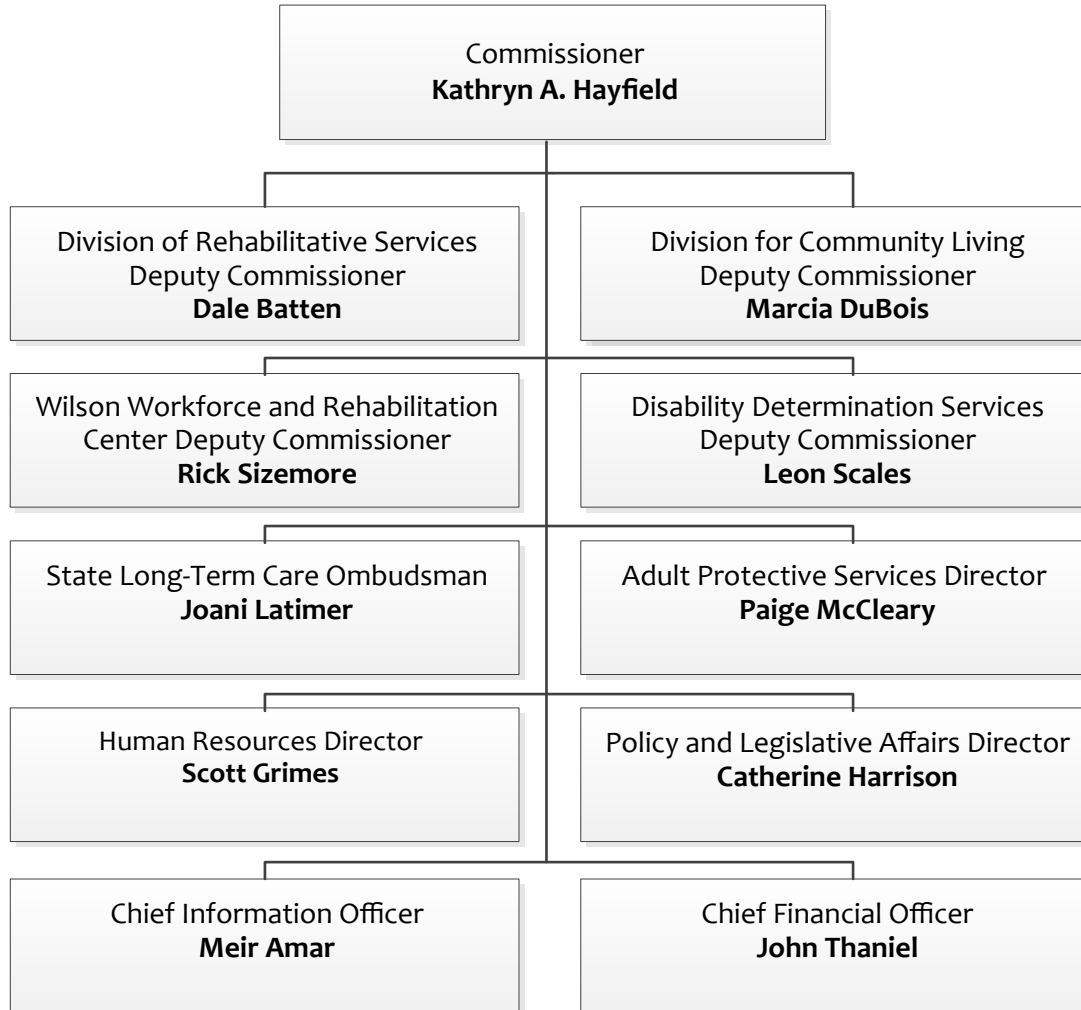 Commissioner
Kathryn A. Hayfield
Division of Rehabilitative Services
Deputy Commissioner
Dale Batten
Division for Community Living
Deputy Commissioner
Marcia DuBois
Wilson Workforce and Rehabilitation
Center Deputy Commissioner
Rick Sizemore
Disability Determination Services
Deputy Commissioner
Leon Scales
State Long-Term Care Ombudsman
Joani Latimer
Adult Protective Services Director
Paige McCleary
Human Resources Director
Scott Grimes
Policy and Legislative Affairs Director
Catherine Harrison
Chief Information Officer
Meir Amar
Chief Financial Officer
John Thaniel